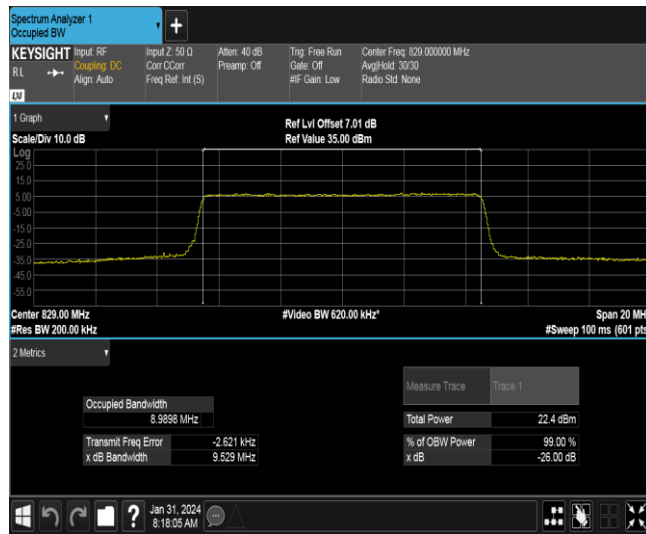 Spectrum Analyzer 1
Occupied BW
+
KEYSIGHT Input: RF Input Z: 50 Ω Atten: 40 dB Trig: Free Run Center Freq: 829.000000 MHz
RL Coupling: DC Corr CCorr Preamp: Off Gate: Off Avg|Hold: 30/30
Align: Auto Freq Ref: Int (S) #IF Gain: Low Radio Std: None
LXI
1 Graph
Ref Lvl Offset 7.01 dB
Scale/Div 10.0 dB Ref Value 35.00 dBm
Log
25.0
15.0
5.00
-5.00
-15.0
-25.0
-35.0
-45.0
-55.0
Center 829.00 MHz #Video BW 620.00 kHz* Span 20 MH
#Res BW 200.00 kHz #Sweep 100 ms (601 pts
2 Metrics
Measure Trace Trace 1
Occupied Bandwidth
8.9898 MHz Total Power 22.4 dBm
Transmit Freq Error -2.621 kHz % of OBW Power 99.00 %
x dB Bandwidth 9.529 MHz x dB -26.00 dB
? Jan 31, 2024
8:18:05 AM